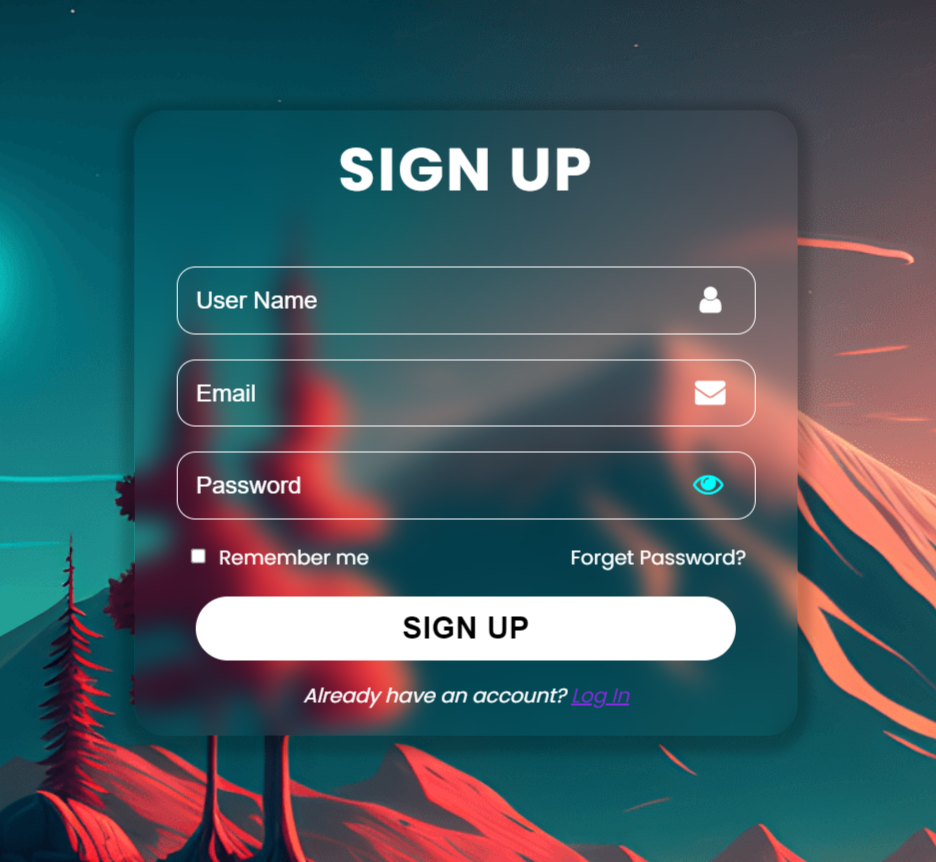 SIGN UP
User Name
Email
Password
Remember me
Forget Password?
SIGN UP
Already have an account? Log In